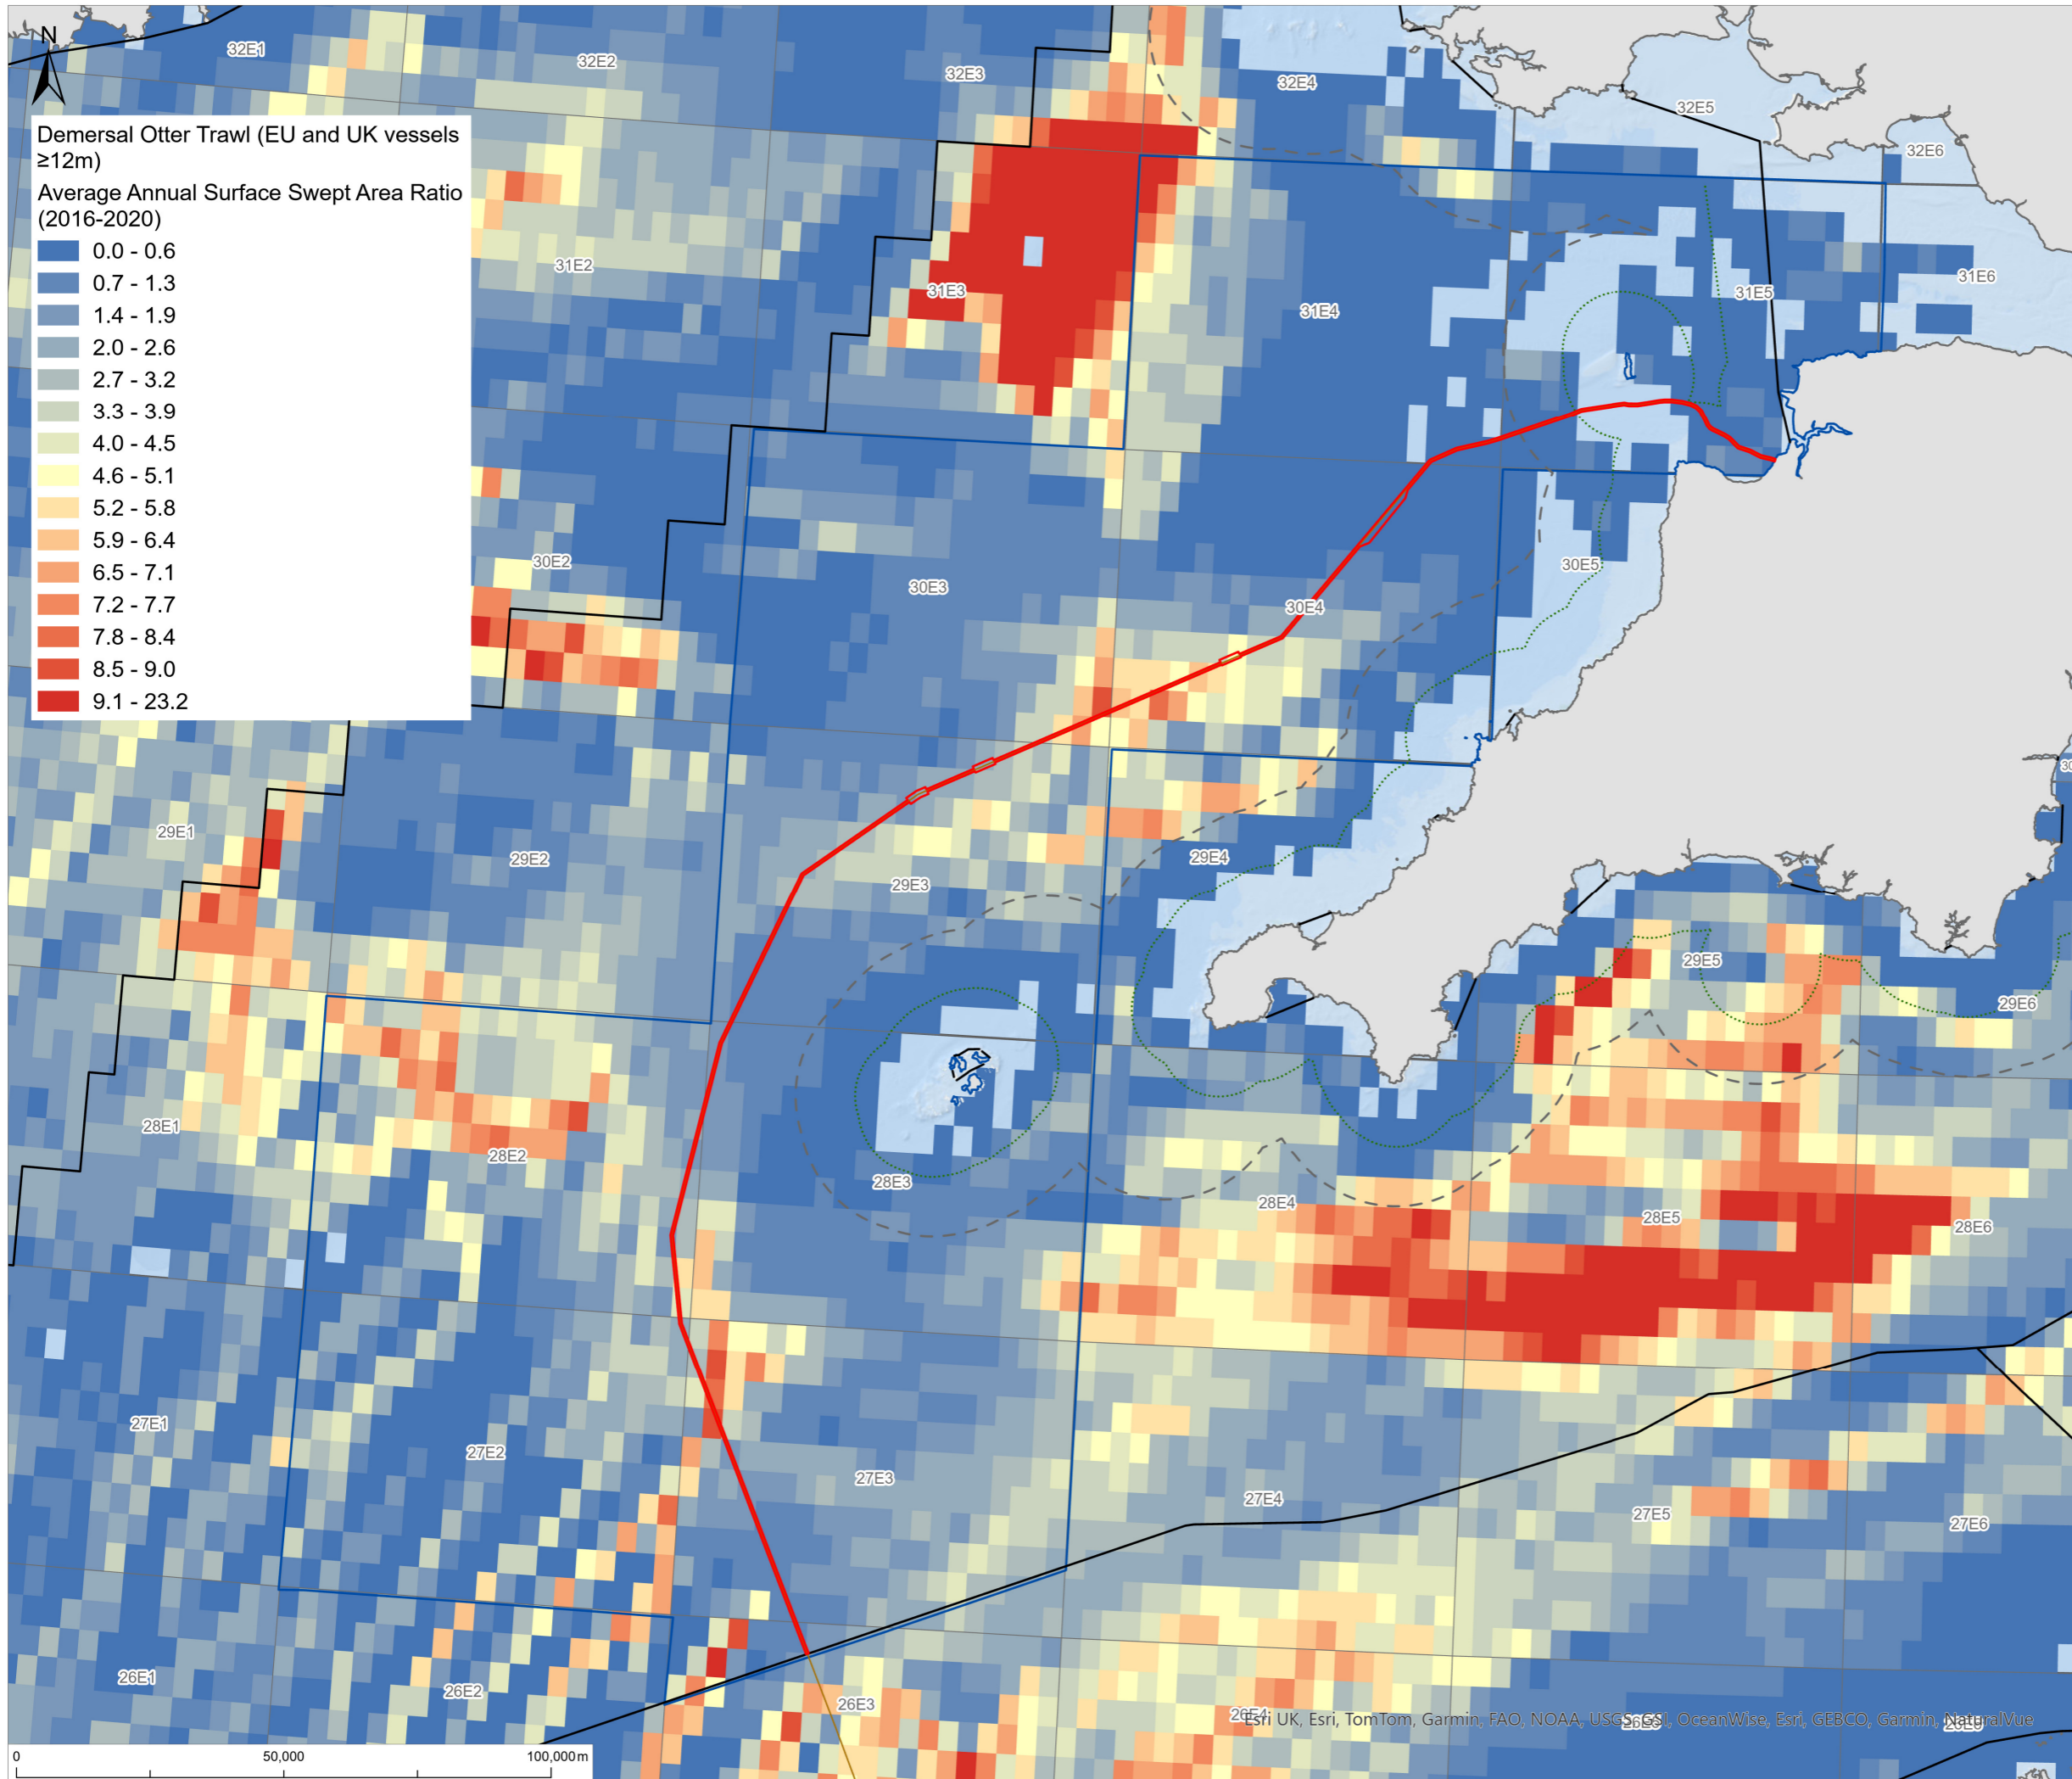 N
32E1
32E2
32E3
32E4
32E5
32E6
Demersal Otter Trawl (EU and UK vessels
≥12m)
Average Annual Surface Swept Area Ratio
(2016-2020)
0.0 - 0.6
0.7 - 1.3
1.4 - 1.9
2.0 - 2.6
2.7 - 3.2
3.3 - 3.9
4.0 - 4.5
4.6 - 5.1
5.2 - 5.8
5.9 - 6.4
6.5 - 7.1
7.2 - 7.7
7.8 - 8.4
8.5 - 9.0
9.1 - 23.2
31E2
31E3
31E4
31E5
31E6
30E2
30E3
30E4
30E5
29E1
29E2
29E3
29E4
29E5
29E6
28E1
28E2
28E3
28E4
28E5
28E6
27E1
27E2
27E3
27E4
27E5
27E6
26E1
26E2
26E3
26E4
Esri UK, Esri, TomTom, Garmin, FAO, NOAA, USGS, GSI, OceanWise, Esri, GEBCO, Garmin, NaturalVue
0 50,000 100,000 m